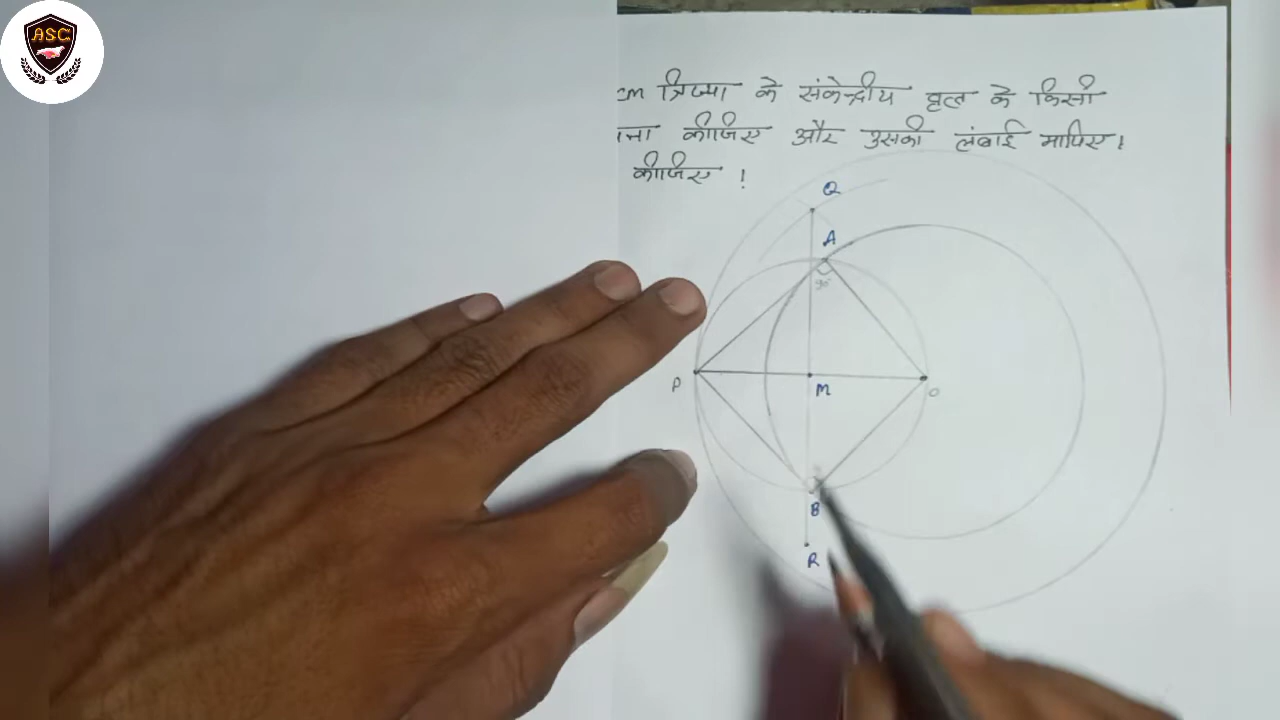 ASC
cm त्रिज्या के संकेन्द्रीय वृत्त के किसी
कीजिए और उसकी लंबाई मापिए।
कीजिए !
Q
A
90°
P
M
O
B
R